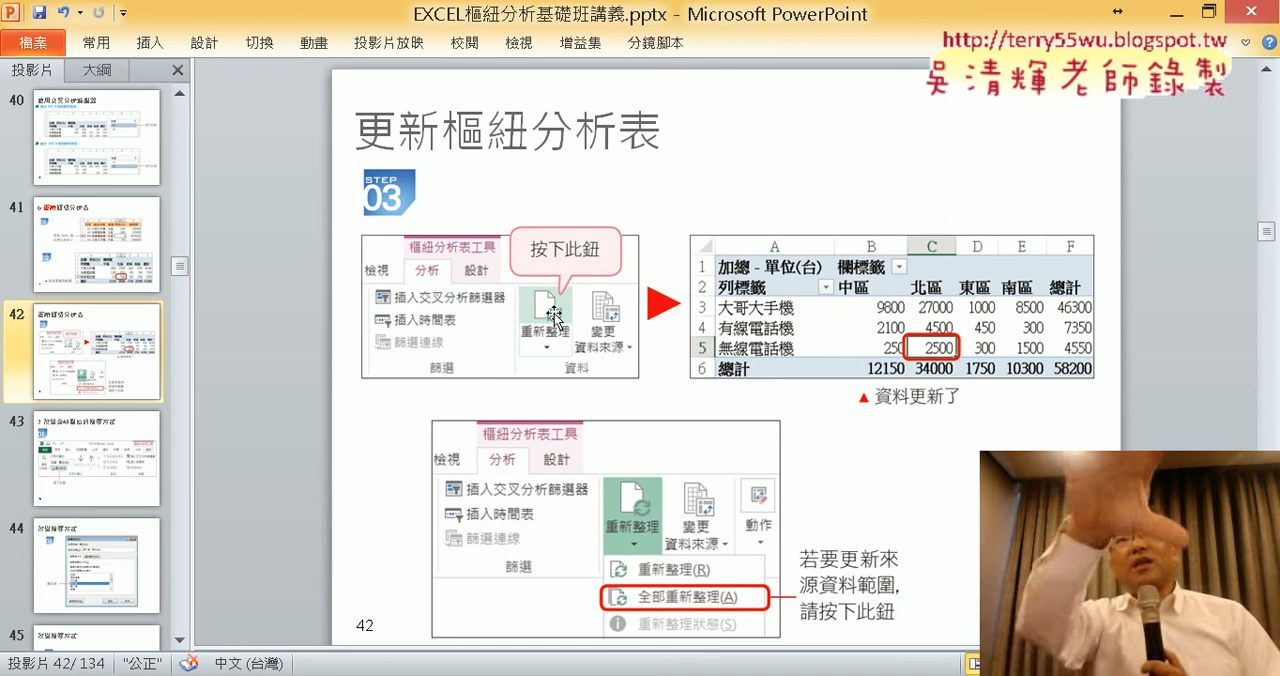 EXCEL樞紐分析基礎班講義.pptx - Microsoft PowerPoint
檔案 常用 插入 設計 切換 動畫 投影片放映 校閱 檢視 增益集 分鏡腳本
http://terry55wu.blogspot.tw
吳清輝老師錄製
投影片 大綱
40
41
42
43
44
45
更新樞紐分析表
STEP
03
按下此鈕
樞紐分析表工具
檢視 分析 設計
插入交叉分析篩選器
插入時間表
篩選連線
篩選
重新整理
變更
資料來源
資料
A B C D E F
1 加總 - 單位(台) 欄標籤
2 列標籤 中區 北區 東區 南區 總計
3 大哥大手機 9800 27000 1000 8500 46300
4 有線電話機 2100 4500 450 300 7350
5 無線電話機 250 2500 300 1500 4550
6 總計 12150 34000 1750 10300 58200
▲ 資料更新了
樞紐分析表工具
檢視 分析 設計
插入交叉分析篩選器
插入時間表
篩選連線
篩選
重新整理
變更
資料來源
動作
重新整理(R)
全部重新整理(A)
重新整理狀態(S)
若要更新來
源資料範圍,
請按下此鈕
42
投影片 42/ 134 "公正" 中文 (台灣)